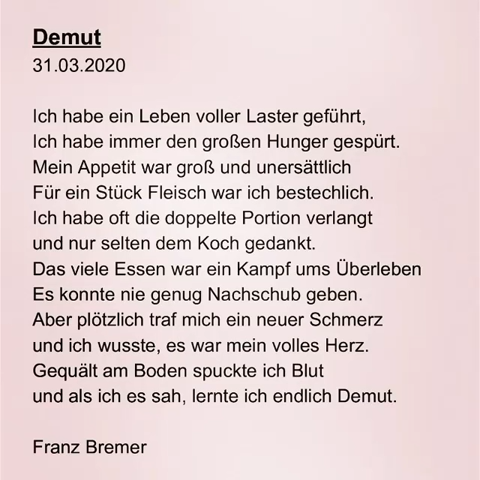 Demut
31.03.2020
Ich habe ein Leben voller Laster geführt,
Ich habe immer den großen Hunger gespürt.
Mein Appetit war groß und unersättlich
Für ein Stück Fleisch war ich bestechlich.
Ich habe oft die doppelte Portion verlangt
und nur selten dem Koch gedankt.
Das viele Essen war ein Kampf ums Überleben
Es konnte nie genug Nachschub geben.
Aber plötzlich traf mich ein neuer Schmerz
und ich wusste, es war mein volles Herz.
Gequält am Boden spuckte ich Blut
und als ich es sah, lernte ich endlich Demut.
Franz Bremer